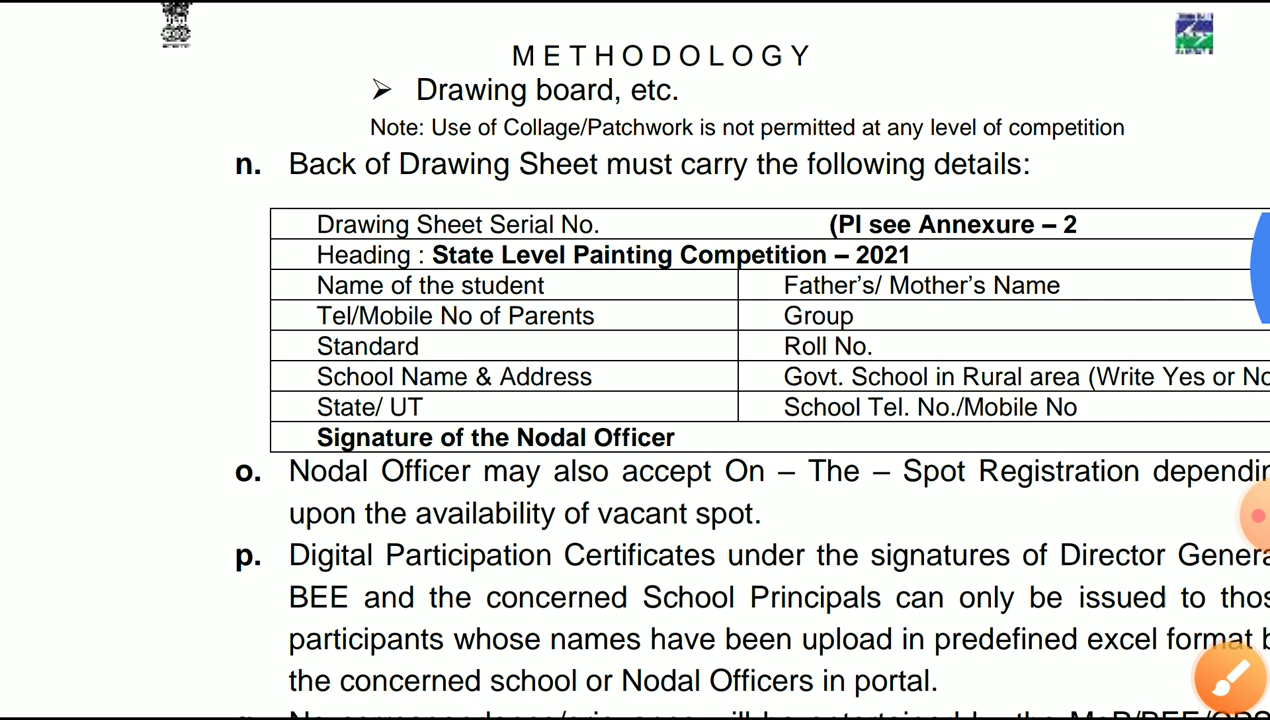 METHODOLOGY
➢ Drawing board, etc.
Note: Use of Collage/Patchwork is not permitted at any level of competition
n. Back of Drawing Sheet must carry the following details:
Drawing Sheet Serial No. (Pl see Annexure – 2
Heading : State Level Painting Competition – 2021
Name of the student Father’s/ Mother’s Name
Tel/Mobile No of Parents Group
Standard Roll No.
School Name & Address Govt. School in Rural area (Write Yes or No
State/ UT School Tel. No./Mobile No
Signature of the Nodal Officer
o. Nodal Officer may also accept On – The – Spot Registration dependin
upon the availability of vacant spot.
p. Digital Participation Certificates under the signatures of Director Genera
BEE and the concerned School Principals can only be issued to thos
participants whose names have been upload in predefined excel format b
the concerned school or Nodal Officers in portal.